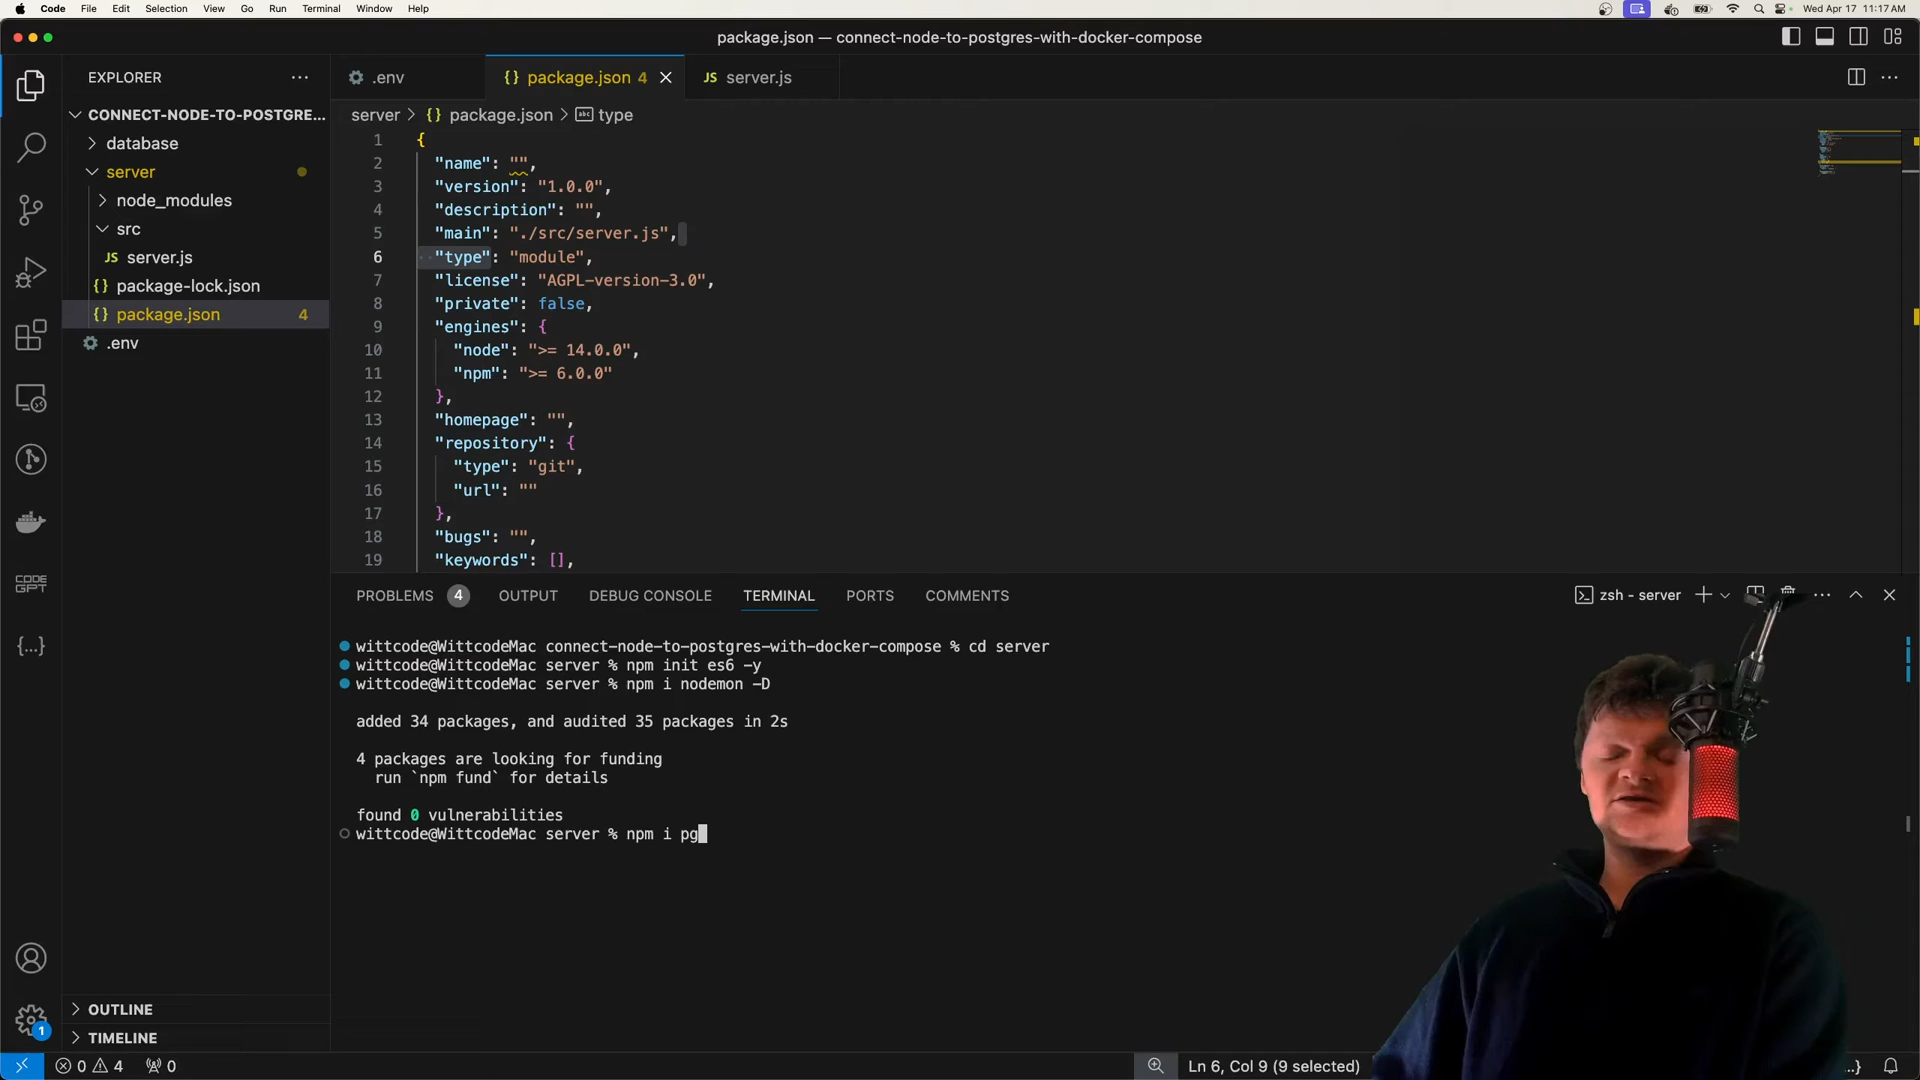 Code File Edit Selection View Go Run Terminal Window Help
Wed Apr 17 11:17 AM
package.json — connect-node-to-postgres-with-docker-compose
EXPLORER
.env
{} package.json 4
JS server.js
CONNECT-NODE-TO-POSTGRE...
database
server
node_modules
src
JS server.js
{} package-lock.json
{} package.json 4
.env
server > {} package.json > abc type
1 {
2 "name": "",
3 "version": "1.0.0",
4 "description": "",
5 "main": "./src/server.js",
6 "type": "module",
7 "license": "AGPL-version-3.0",
8 "private": false,
9 "engines": {
10 "node": ">= 14.0.0",
11 "npm": ">= 6.0.0"
12 },
13 "homepage": "",
14 "repository": {
15 "type": "git",
16 "url": ""
17 },
18 "bugs": "",
19 "keywords": [],
CODE
GPT
{...}
PROBLEMS 4 OUTPUT DEBUG CONSOLE TERMINAL PORTS COMMENTS
zsh - server
wittcode@WittcodeMac connect-node-to-postgres-with-docker-compose % cd server
wittcode@WittcodeMac server % npm init es6 -y
wittcode@WittcodeMac server % npm i nodemon -D
added 34 packages, and audited 35 packages in 2s
4 packages are looking for funding
run `npm fund` for details
found 0 vulnerabilities
wittcode@WittcodeMac server % npm i pg
OUTLINE
TIMELINE
1
0 4 0
Ln 6, Col 9 (9 selected)